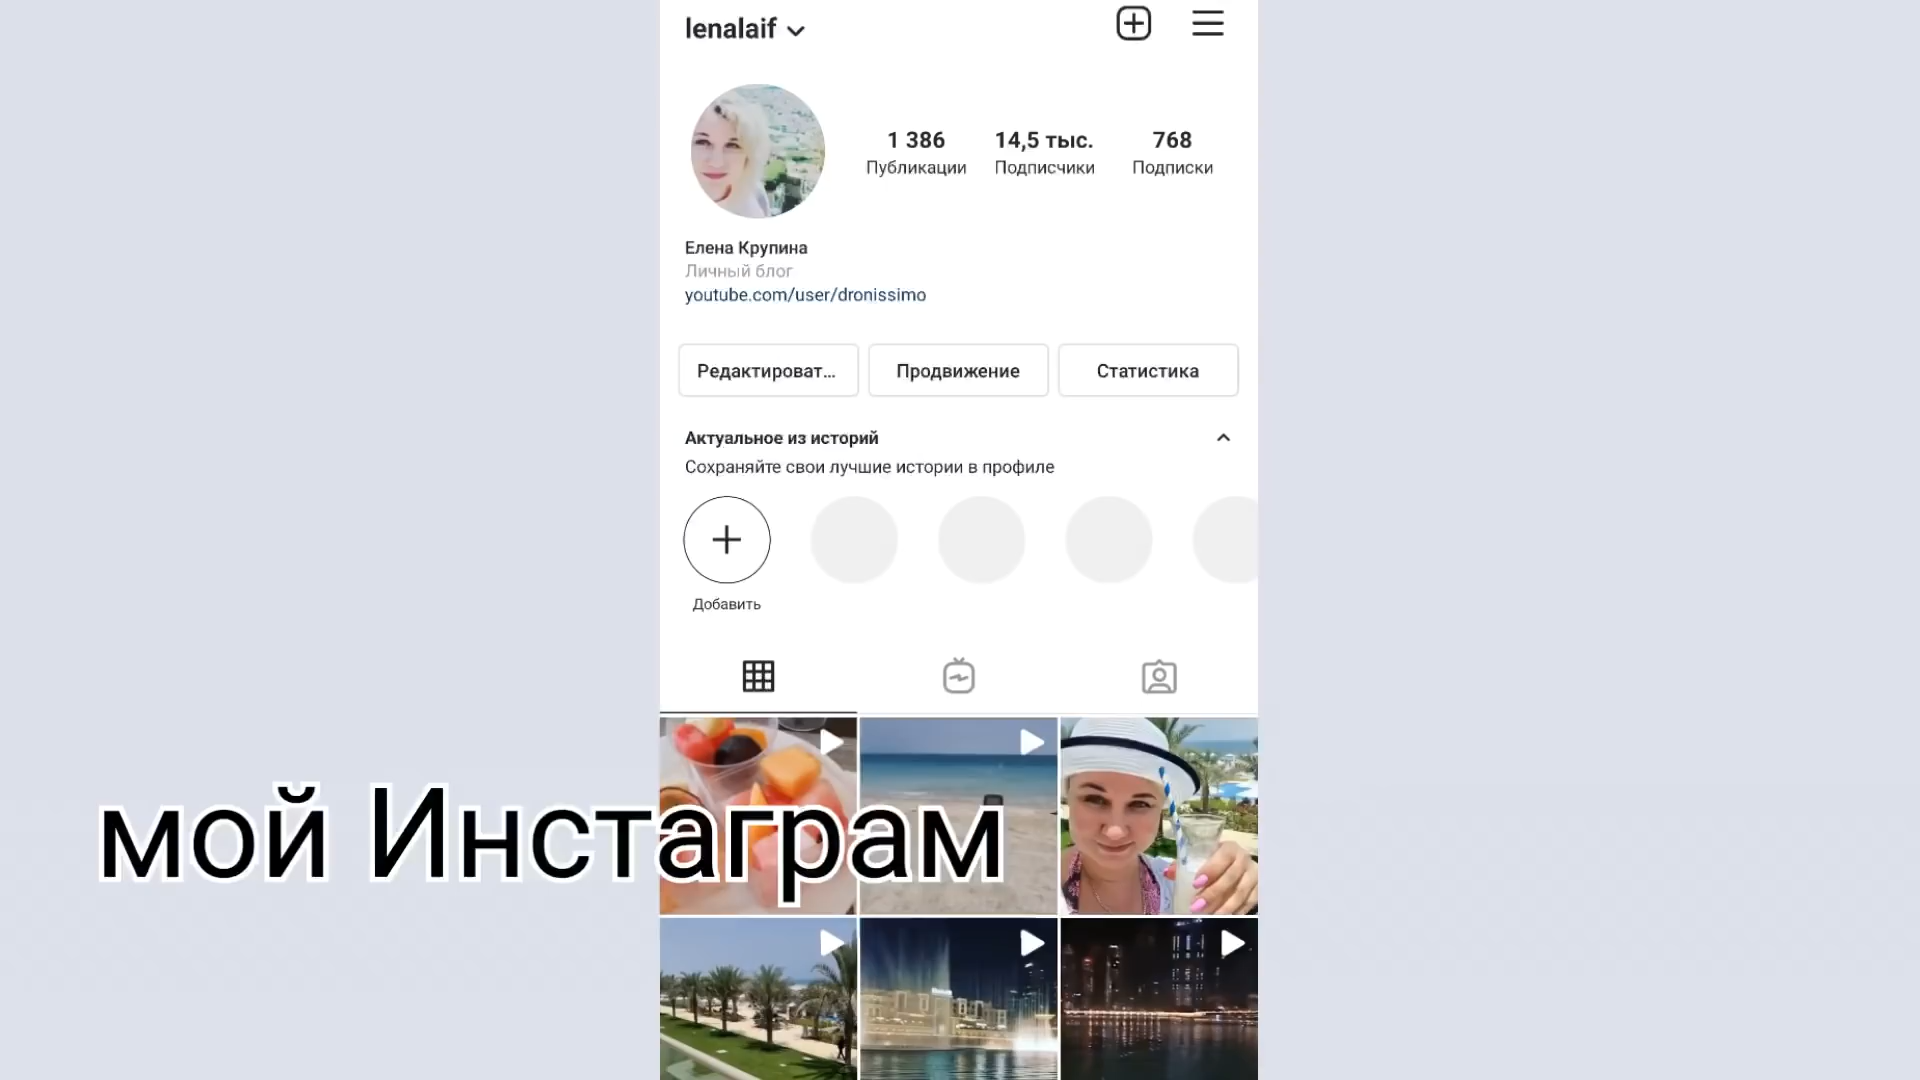 lenalaif
1 386
Публикации
14,5 тыс.
Подписчики
768
Подписки
Елена Крупина
Личный блог
youtube.com/user/dronissimo
Редактироват...
Продвижение
Статистика
Актуальное из историй
Сохраняйте свои лучшие истории в профиле
Добавить
мой Инстаграм